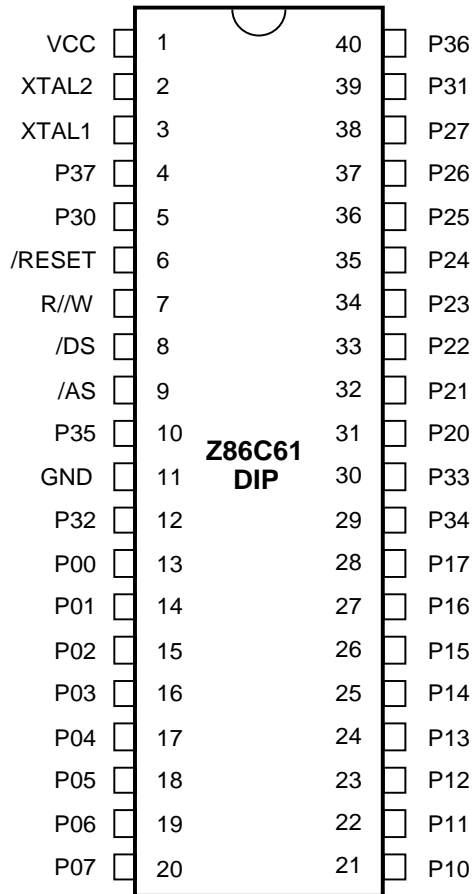 VCC 1 40 P36
XTAL2 2 39 P31
XTAL1 3 38 P27
P37 4 37 P26
P30 5 36 P25
/RESET 6 35 P24
R//W 7 34 P23
/DS 8 33 P22
/AS 9 32 P21
P35 10 31 P20
Z86C61
DIP
GND 11 30 P33
P32 12 29 P34
P00 13 28 P17
P01 14 27 P16
P02 15 26 P15
P03 16 25 P14
P04 17 24 P13
P05 18 23 P12
P06 19 22 P11
P07 20 21 P10